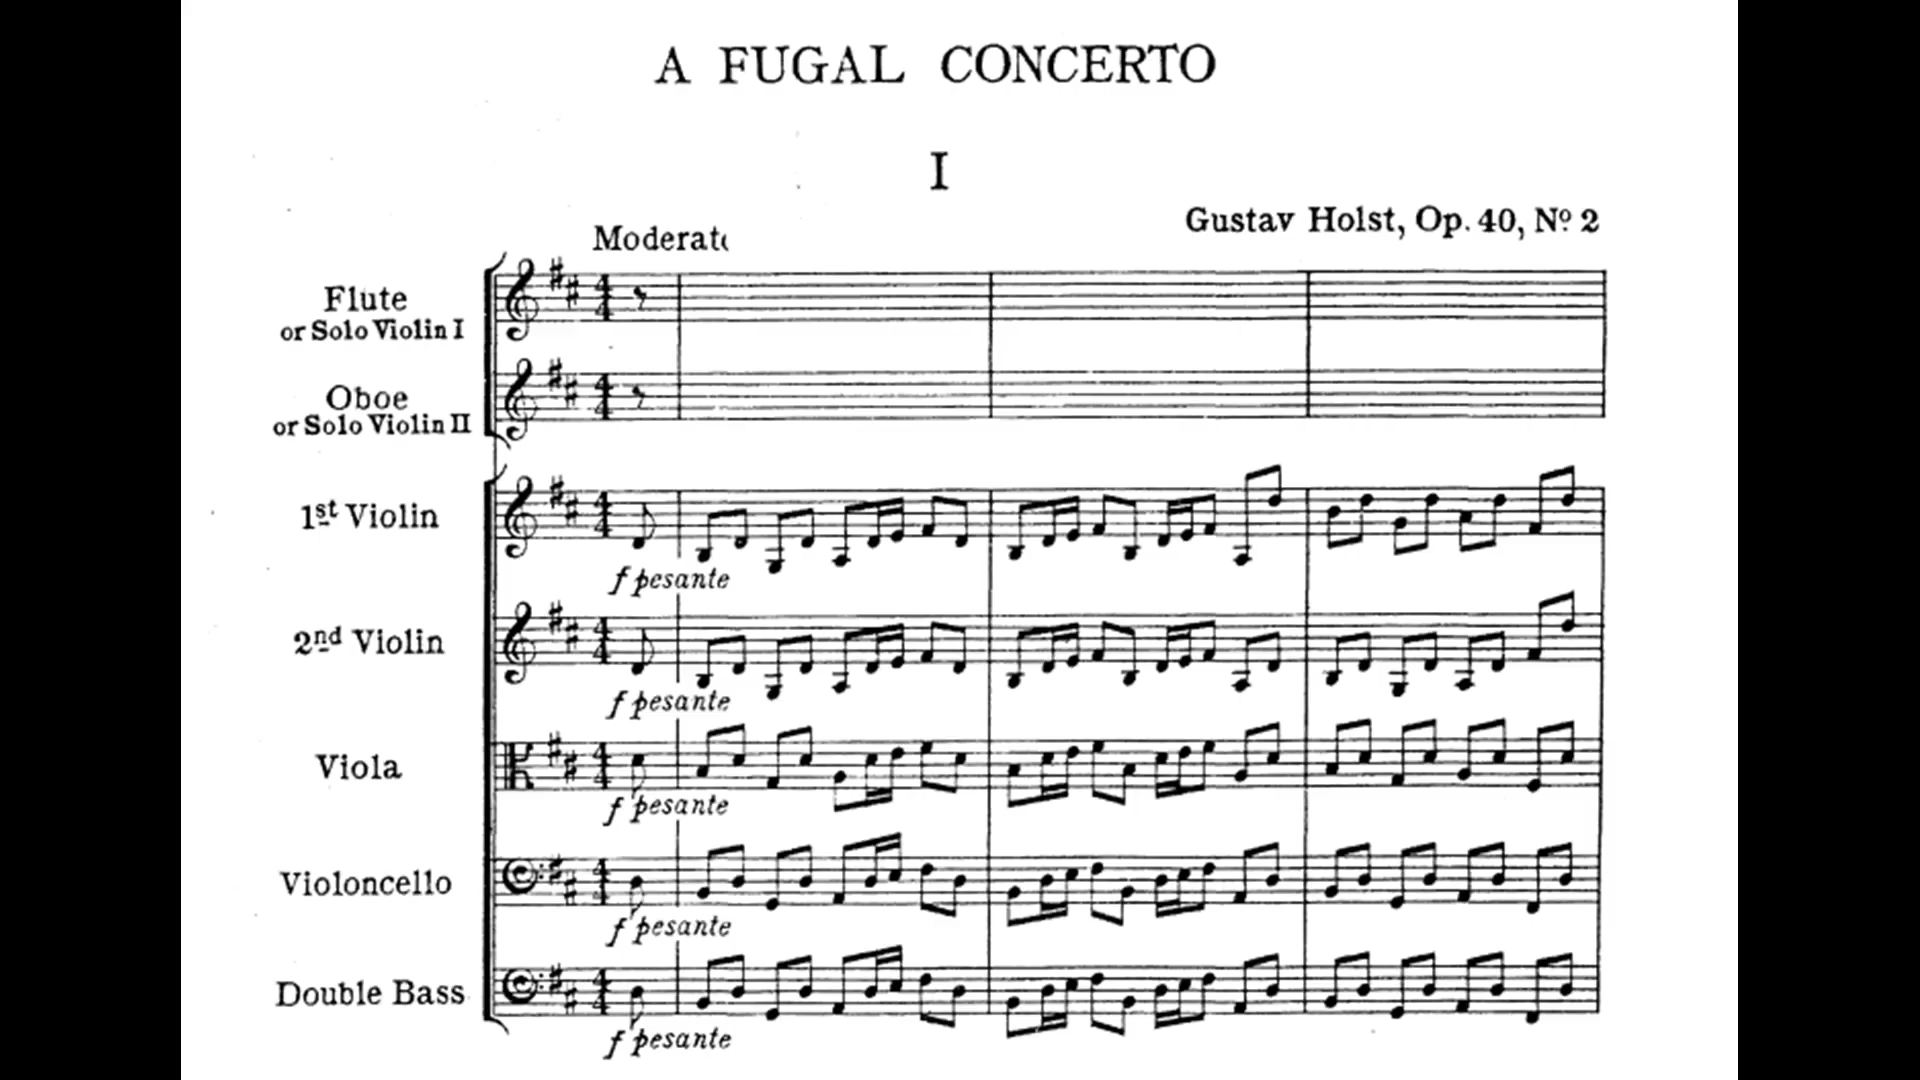 A FUGAL CONCERTO
I
Gustav Holst, Op. 40, Nº 2
Moderat
Flute
or Solo Violin I
Oboe
or Solo Violin II
1st Violin
f pesante
2nd Violin
f pesante
Viola
f pesante
Violoncello
f pesante
Double Bass
f pesante